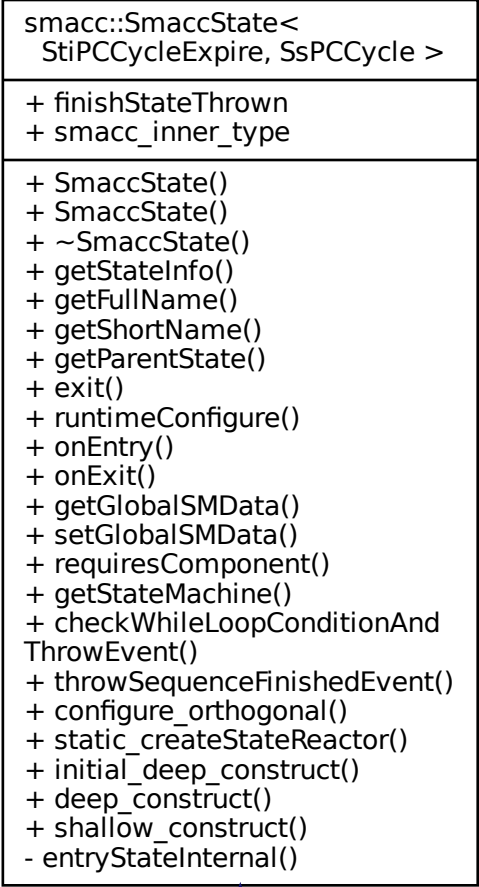 smacc::SmaccState<
StiPCCycleExpire, SsPCCycle >
+ finishStateThrown
+ smacc_inner_type
+ SmaccState()
+ SmaccState()
+ ~SmaccState()
+ getStateInfo()
+ getFullName()
+ getShortName()
+ getParentState()
+ exit()
+ runtimeConfigure()
+ onEntry()
+ onExit()
+ getGlobalSMData()
+ setGlobalSMData()
+ requiresComponent()
+ getStateMachine()
+ checkWhileLoopConditionAnd
ThrowEvent()
+ throwSequenceFinishedEvent()
+ configure_orthogonal()
+ static_createStateReactor()
+ initial_deep_construct()
+ deep_construct()
+ shallow_construct()
- entryStateInternal()